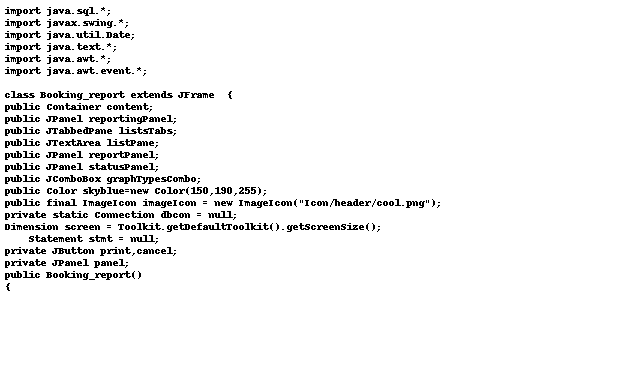 import java.sql.*;
import javax.swing.*;
import java.util.Date;
import java.text.*;
import java.awt.*;
import java.awt.event.*;

class Booking_report extends JFrame  {
public Container content;
public JPanel reportingPanel;
public JTabbedPane listsTabs;
public JTextArea listPane;
public JPanel reportPanel;
public JPanel statusPanel;
public JComboBox graphTypesCombo;
public Color skyblue=new Color(150,190,255);
public final ImageIcon imageIcon = new ImageIcon("Icon/header/cool.png");
private static Connection dbcon = null;
Dimension screen = Toolkit.getDefaultToolkit().getScreenSize();
    Statement stmt = null;
private JButton print,cancel;
private JPanel panel;
public Booking_report()
{